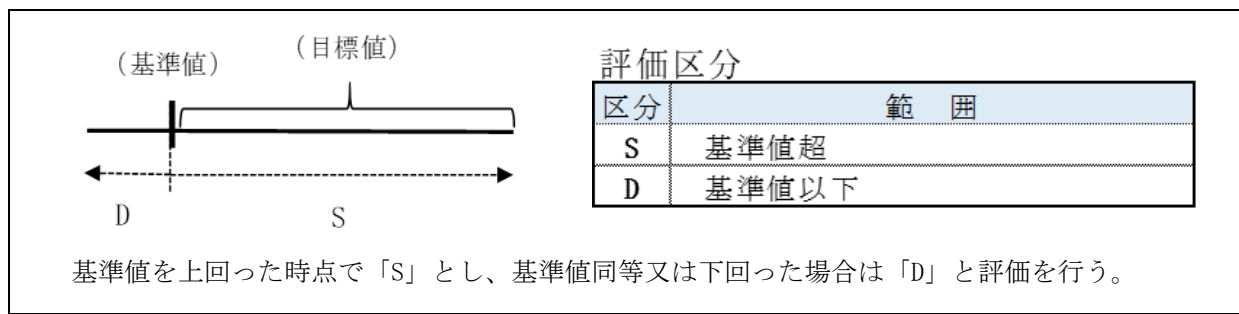 (基準値)
(目標値)
D
S
評価区分
区分 範 囲
S 基準値超
D 基準値以下
基準値を上回った時点で「S」とし、基準値同等又は下回った場合は「D」と評価を行う。